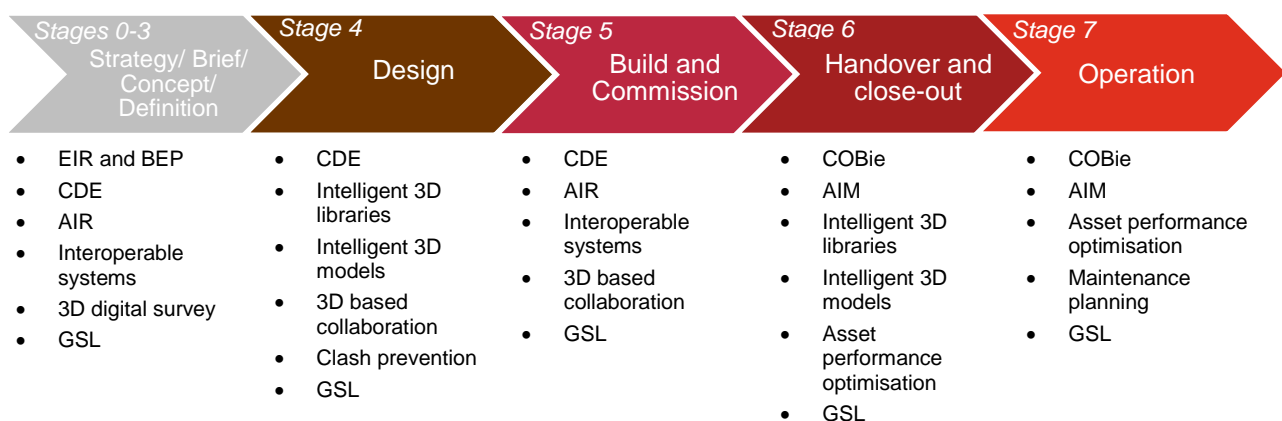 Stages 0-3
Strategy/ Brief/
Concept/
Definition
Stage 4
Design
Stage 5
Build and
Commission
Stage 6
Handover and
close-out
Stage 7
Operation
• EIR and BEP
• CDE
• AIR
• Interoperable
systems
• 3D digital survey
• GSL
• CDE
• Intelligent 3D
libraries
• Intelligent 3D
models
• 3D based
collaboration
• Clash prevention
• GSL
• CDE
• AIR
• Interoperable
systems
• 3D based
collaboration
• GSL
• COBie
• AIM
• Intelligent 3D
libraries
• Intelligent 3D
models
• Asset
performance
optimisation
• GSL
• COBie
• AIM
• Asset performance
optimisation
• Maintenance
planning
• GSL